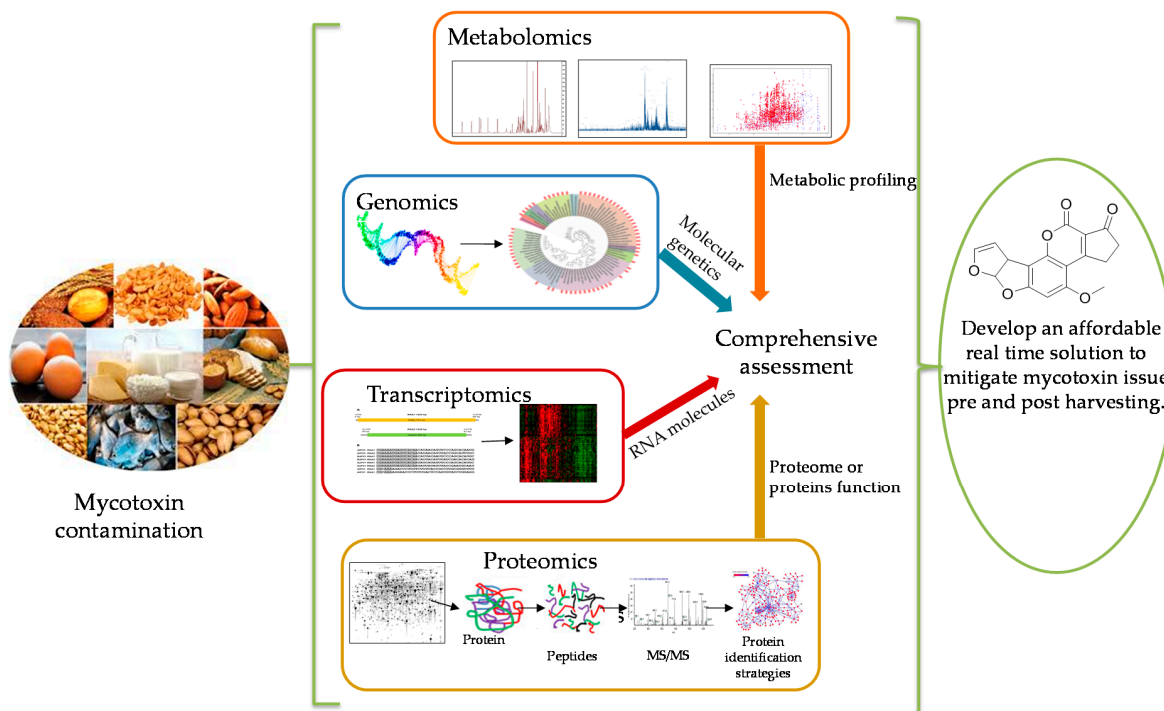 Metabolomics
Metabolic profiling
Genomics
Molecular
genetics
Mycotoxin
contamination
Comprehensive
assessment
Transcriptomics
RNA molecules
Proteome or
proteins function
Proteomics
Protein
Peptides
MS/MS
Protein
identification
strategies
O
O
O
O
O
O
Develop an affordable
real time solution to
mitigate mycotoxin issue
pre and post harvesting.